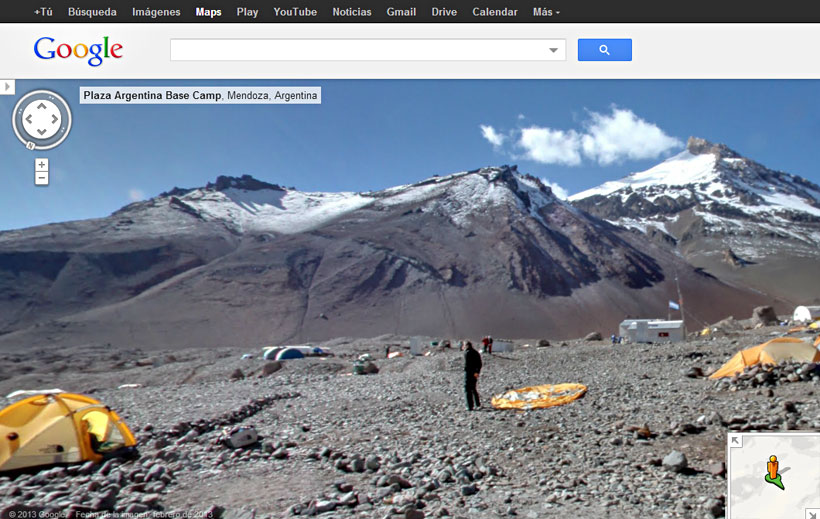 +Tú Búsqueda Imágenes Maps Play YouTube Noticias Gmail Drive Calendar Más
Google
Plaza Argentina Base Camp, Mendoza, Argentina
N
+
−
© 2013 Google Fecha de la imagen: febrero de 2013